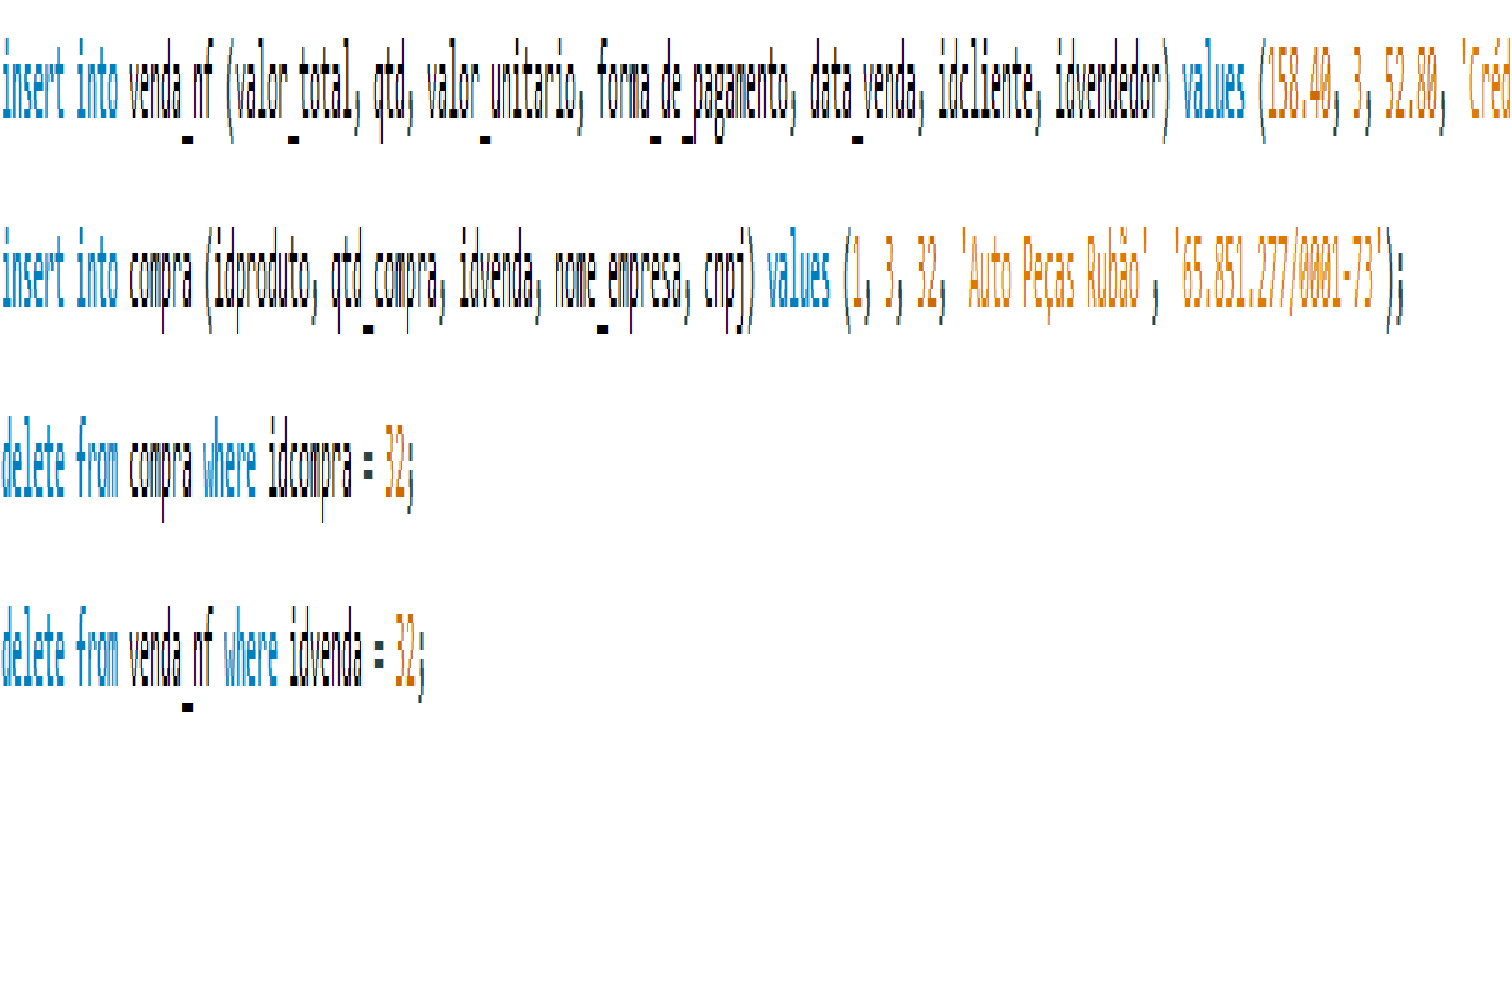 insert into venda_nf (valor_total, qtd, valor_unitario, forma_de_pagamento, data_venda, idcliente, idvendedor) values (158.40, 3, 52.80, 'Créd
insert into compra (idproduto, qtd_compra, idvenda, nome_empresa, cnpj) values (1, 3, 32, 'Auto Peças Rubão', '65.851.277/0001-73');
delete from compra where idcompra = 32;
delete from venda_nf where idvenda = 32;